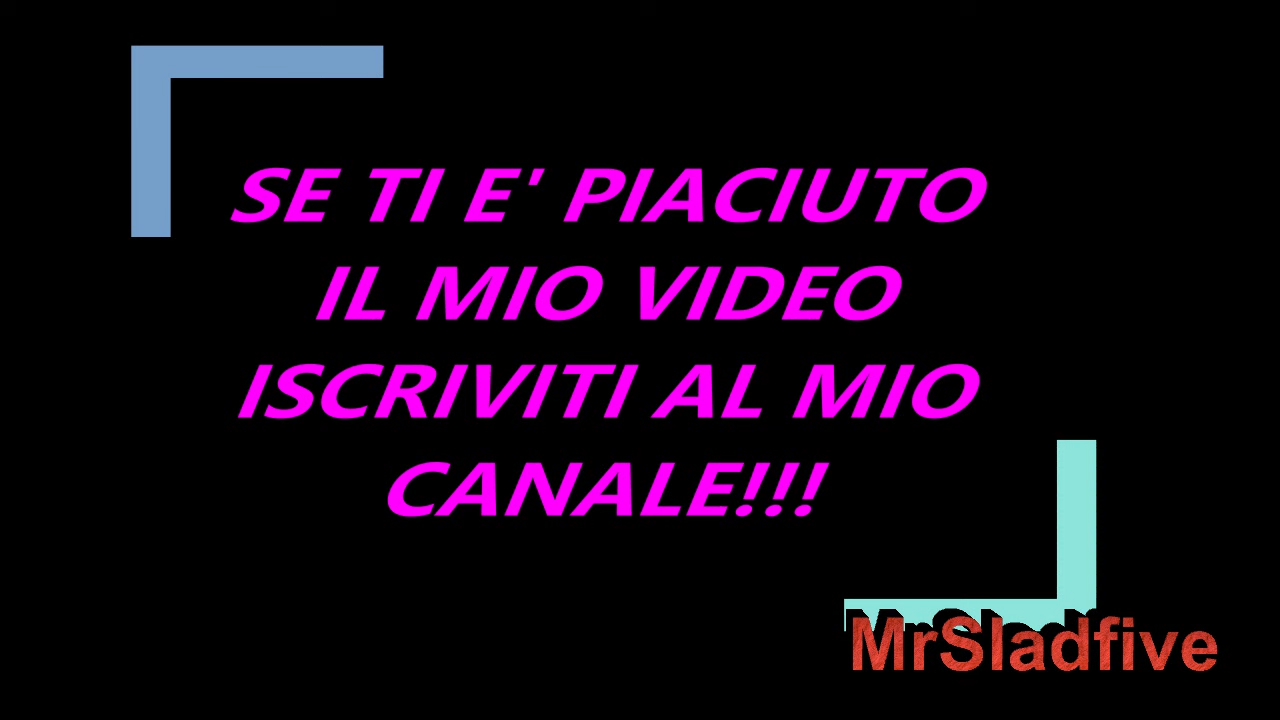 SE TI E' PIACIUTO
IL MIO VIDEO
ISCRIVITI AL MIO
CANALE!!!
MrSladfive